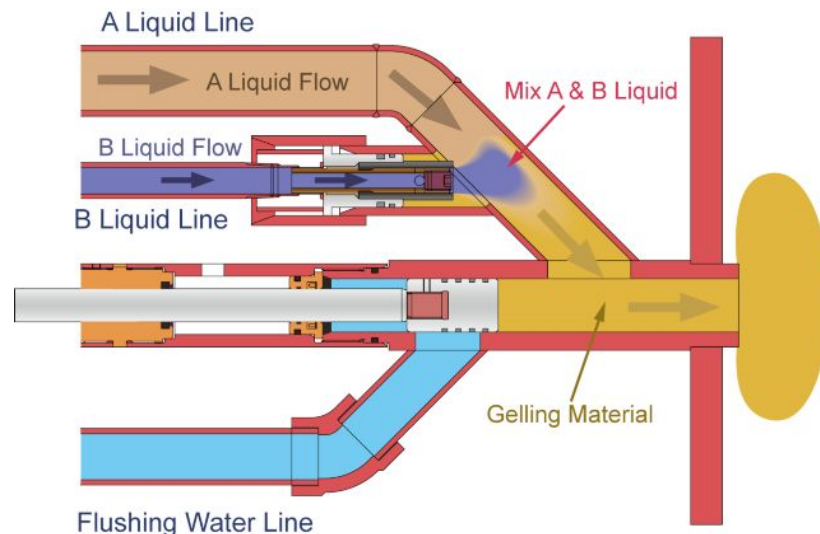 A Liquid Line
A Liquid Flow
Mix A & B Liquid
B Liquid Flow
B Liquid Line
Gelling Material
Flushing Water Line